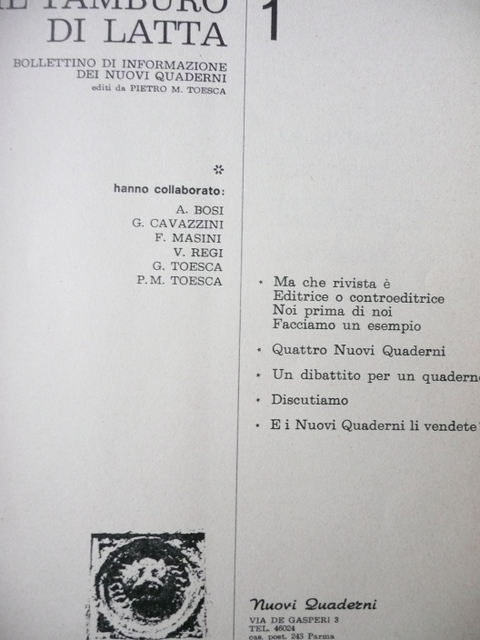 IL TAMBURO
DI LATTA
BOLLETTINO DI INFORMAZIONE
DEI NUOVI QUADERNI
editi da PIETRO M. TOESCA
1
hanno collaborato:
A. BOSI
G. CAVAZZINI
F. MASINI
V. REGI
G. TOESCA
P.M. TOESCA
* Ma che rivista è
Editrice o controeditrice
Noi prima di noi
Facciamo un esempio
* Quattro Nuovi Quaderni
* Un dibattito per un quaderno
* Discutiamo
* E i Nuovi Quaderni li vendete?
Nuovi Quaderni
VIA DE GASPERI 3
TEL. 46024
cas. post. 243 Parma